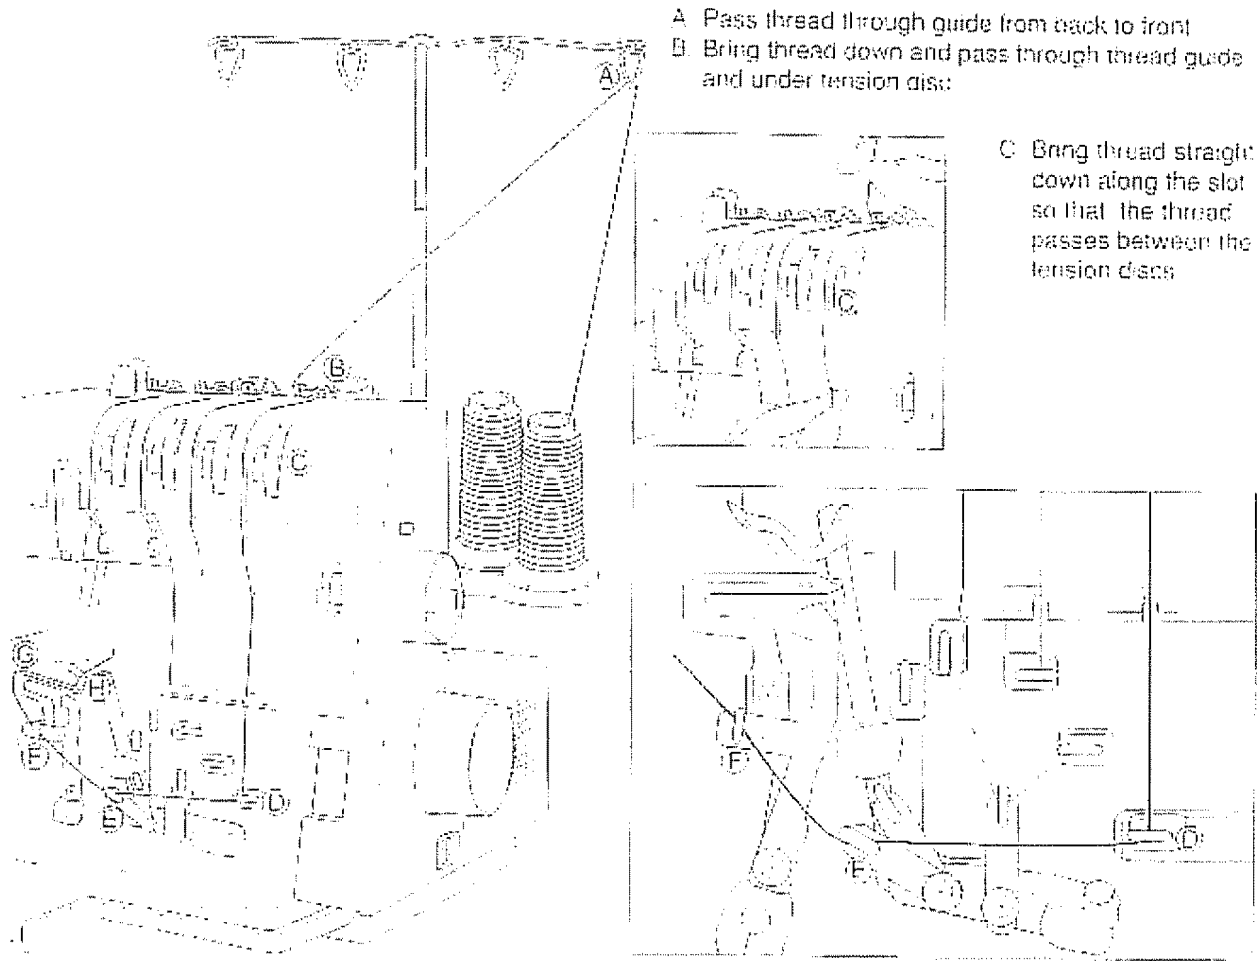 A Pass thread through guide from back to front
B. Bring thread down and pass through thread guide
and under tension disc
C Bring thread straight
down along the slot
so that the thread
passes between the
tension discs
A
B
C
C
G
H
F
E
D
F
E
D